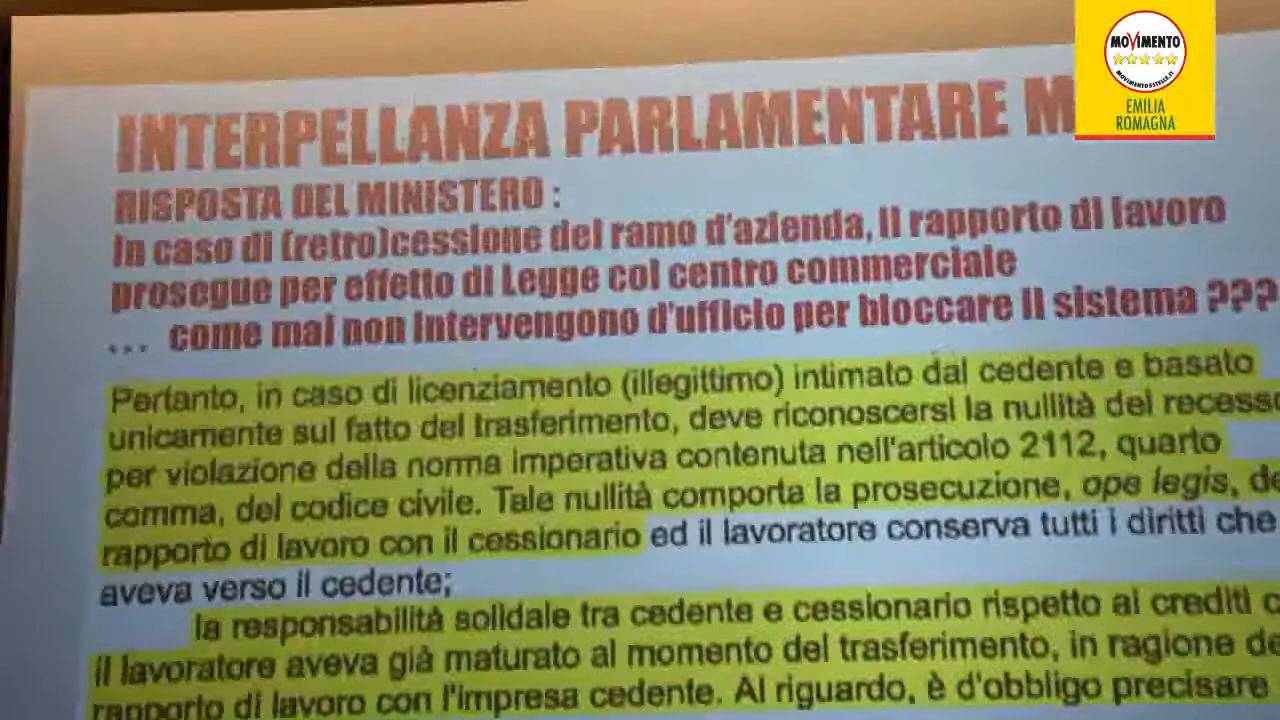 MOVIMENTO
MOVIMENTO5STELLE.IT
EMILIA
ROMAGNA
INTERPELLANZA PARLAMENTARE M
RISPOSTA DEL MINISTERO :
In caso di (retro)cessione del ramo d'azienda, il rapporto di lavoro
prosegue per effetto di Legge col centro commerciale
... come mai non intervengono d'ufficio per bloccare il sistema ???
Pertanto, in caso di licenziamento (illegittimo) intimato dal cedente e basato
unicamente sul fatto del trasferimento, deve riconoscersi la nullità del recesso
per violazione della norma imperativa contenuta nell'articolo 2112, quarto
comma, del codice civile. Tale nullità comporta la prosecuzione, ope legis, de
rapporto di lavoro con il cessionario ed il lavoratore conserva tutti i diritti che
aveva verso il cedente;
la responsabilità solidale tra cedente e cessionario rispetto ai crediti c
il lavoratore aveva già maturato al momento del trasferimento, in ragione de
rapporto di lavoro con l'impresa cedente. Al riguardo, è d'obbligo precisare